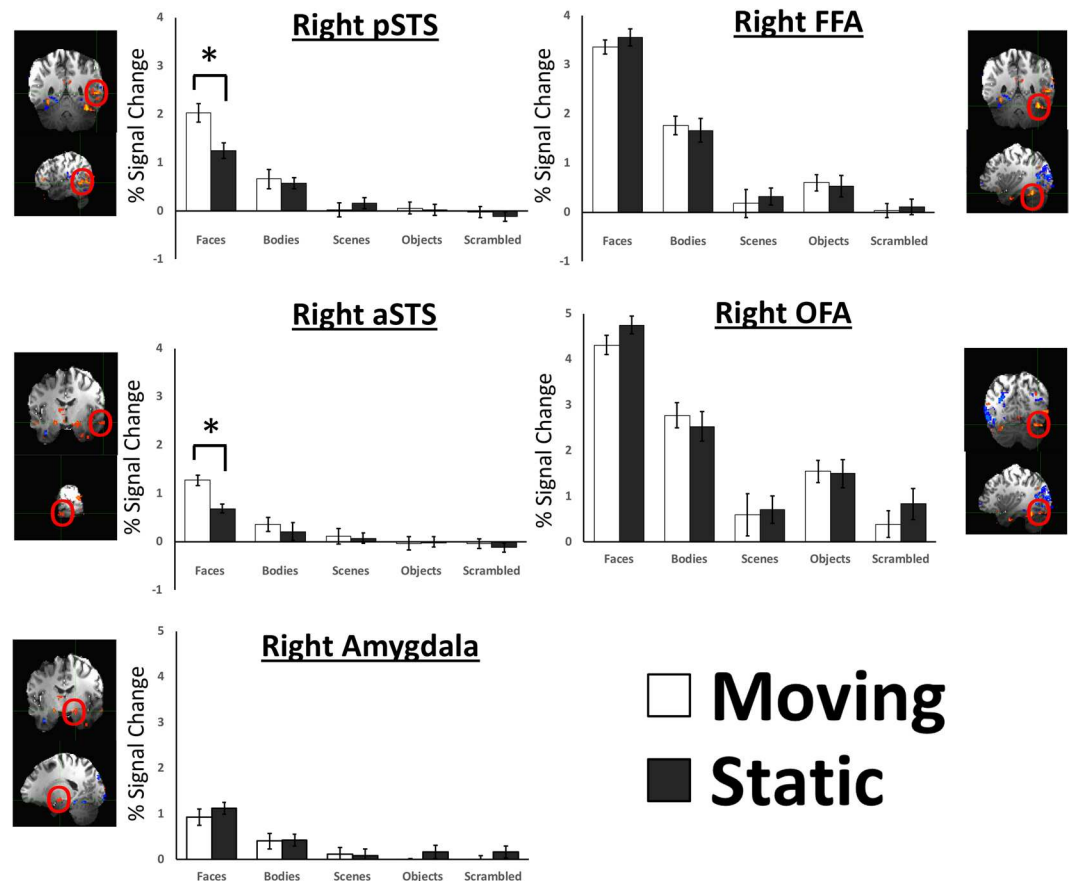 Right pSTS
% Signal Change
4
3
2
1
0
-1
*
Faces Bodies Scenes Objects Scrambled
Right FFA
% Signal Change
4
3
2
1
0
-1
Faces Bodies Scenes Objects Scrambled
Right aSTS
% Signal Change
4
3
2
1
0
-1
*
Faces Bodies Scenes Objects Scrambled
Right OFA
% Signal Change
5
4
3
2
1
0
Faces Bodies Scenes Objects Scrambled
Right Amygdala
% Signal Change
5
4
3
2
1
0
Faces Bodies Scenes Objects Scrambled
Moving
Static